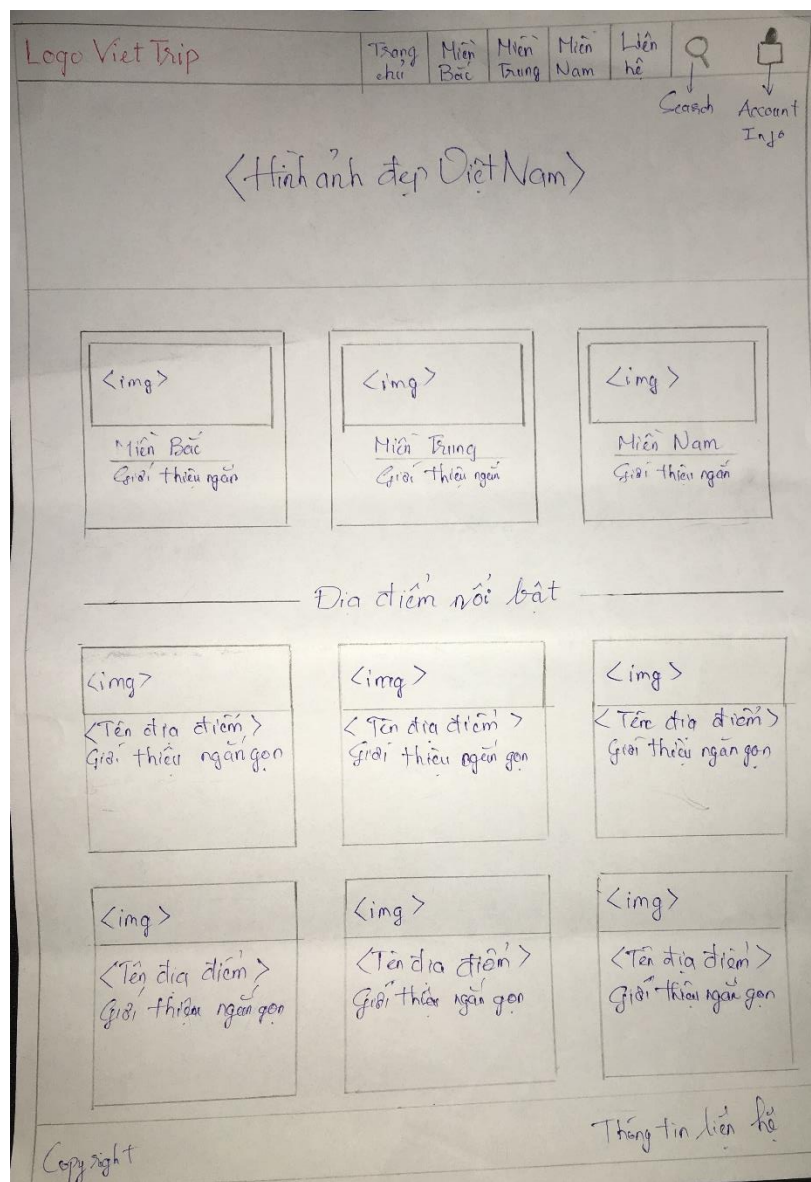 Logo Viet Trip
Trang chủ
Miền Bắc
Miền Trung
Miền Nam
Liên hệ
Search
Account Info
<Hình ảnh đẹp Việt Nam>
<img>
Miền Bắc
Giới thiệu ngắn
<img>
Miền Trung
Giới thiệu ngắn
<img>
Miền Nam
Giới thiệu ngắn
Địa điểm nổi bật
<img>
<Tên địa điểm>
Giới thiệu ngắn gọn
<img>
<Tên địa điểm>
Giới thiệu ngắn gọn
<img>
<Tên địa điểm>
Giới thiệu ngắn gọn
<img>
<Tên địa điểm>
Giới thiệu ngắn gọn
<img>
<Tên địa điểm>
Giới thiệu ngắn gọn
<img>
<Tên địa điểm>
Giới thiệu ngắn gọn
Copyright
Thông tin liên hệ